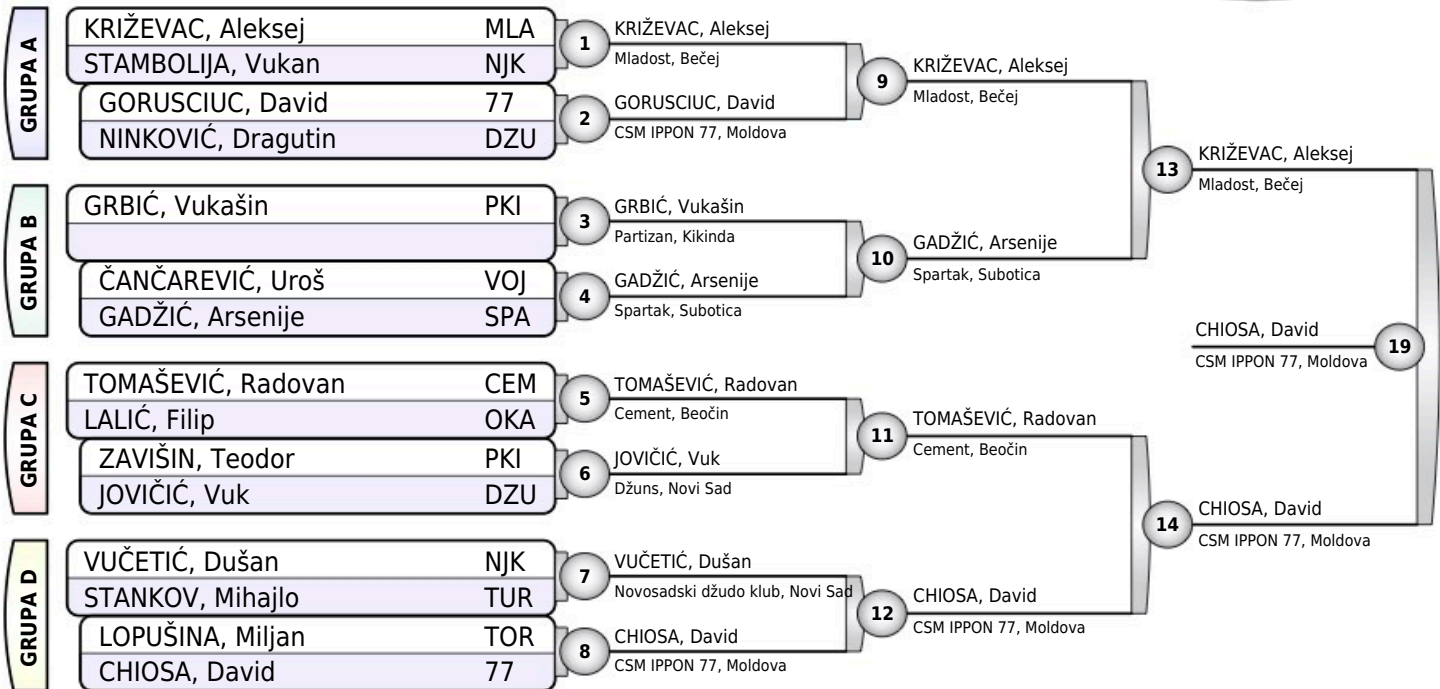 GRUPA A
KRIŽEVAC, Aleksej MLA
STAMBOLIJA, Vukan NJK
GORUSCIUC, David 77
NINKOVIĆ, Dragutin DZU
GRUPA B
GRBIĆ, Vukašin PKI
ČANČAREVIĆ, Uroš VOJ
GADŽIĆ, Arsenije SPA
GRUPA C
TOMAŠEVIĆ, Radovan CEM
LALIĆ, Filip OKA
ZAVIŠIN, Teodor PKI
JOVIČIĆ, Vuk DZU
GRUPA D
VUČETIĆ, Dušan NJK
STANKOV, Mihajlo TUR
LOPUŠINA, Miljan TOR
CHIOSA, David 77
1
KRIŽEVAC, Aleksej
Mladost, Bečej
2
GORUSCIUC, David
CSM IPPON 77, Moldova
3
GRBIĆ, Vukašin
Partizan, Kikinda
4
GADŽIĆ, Arsenije
Spartak, Subotica
5
TOMAŠEVIĆ, Radovan
Cement, Beočin
6
JOVIČIĆ, Vuk
Džuns, Novi Sad
7
VUČETIĆ, Dušan
Novosadski džudo klub, Novi Sad
8
CHIOSA, David
CSM IPPON 77, Moldova
9
KRIŽEVAC, Aleksej
Mladost, Bečej
10
GADŽIĆ, Arsenije
Spartak, Subotica
11
TOMAŠEVIĆ, Radovan
Cement, Beočin
12
CHIOSA, David
CSM IPPON 77, Moldova
13
KRIŽEVAC, Aleksej
Mladost, Bečej
14
CHIOSA, David
CSM IPPON 77, Moldova
CHIOSA, David
CSM IPPON 77, Moldova
19